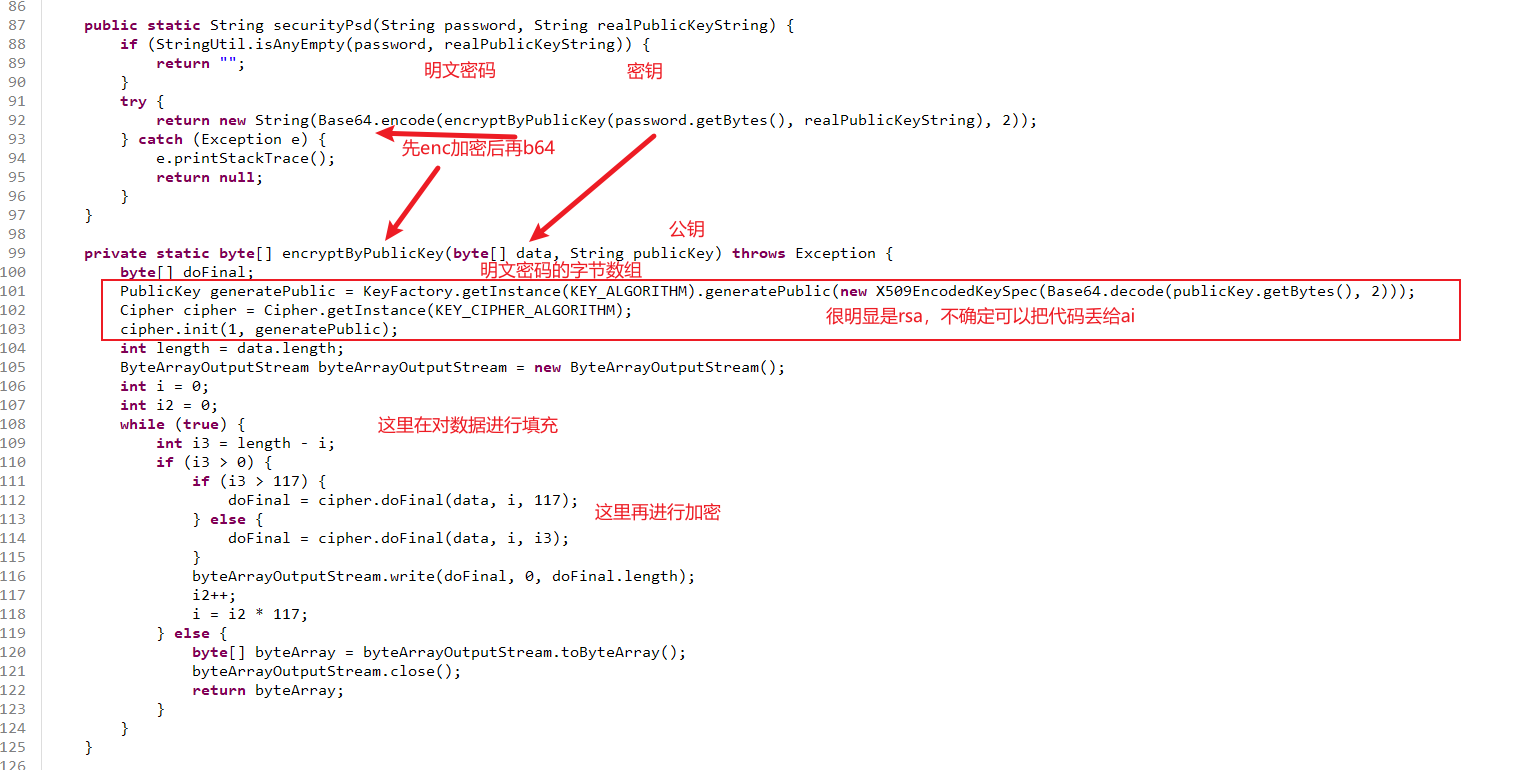 86
87 public static String securityPsd(String password, String realPublicKeyString) {
88 if (StringUtil.isAnyEmpty(password, realPublicKeyString)) {
89 return "";
明文密码 密钥
90 }
91 try {
92 return new String(Base64.encode(encryptByPublicKey(password.getBytes(), realPublicKeyString), 2));
93 } catch (Exception e) {
先enc加密后再b64
94 e.printStackTrace();
95 return null;
96 }
97 }
98
公钥
99 private static byte[] encryptByPublicKey(byte[] data, String publicKey) throws Exception {
100 byte[] doFinal;
明文密码的字节数组
101 PublicKey generatePublic = KeyFactory.getInstance(KEY_ALGORITHM).generatePublic(new X509EncodedKeySpec(Base64.decode(publicKey.getBytes(), 2)));
102 Cipher cipher = Cipher.getInstance(KEY_CIPHER_ALGORITHM);
很明显是rsa，不确定可以把代码丢给ai
103 cipher.init(1, generatePublic);
104 int length = data.length;
105 ByteArrayOutputStream byteArrayOutputStream = new ByteArrayOutputStream();
106 int i = 0;
107 int i2 = 0;
108 while (true) {
这里在对数据进行填充
109 int i3 = length - i;
110 if (i3 > 0) {
111 if (i3 > 117) {
112 doFinal = cipher.doFinal(data, i, 117);
这里再进行加密
113 } else {
114 doFinal = cipher.doFinal(data, i, i3);
115 }
116 byteArrayOutputStream.write(doFinal, 0, doFinal.length);
117 i2++;
118 i = i2 * 117;
119 } else {
120 byte[] byteArray = byteArrayOutputStream.toByteArray();
121 byteArrayOutputStream.close();
122 return byteArray;
123 }
124 }
125 }
126